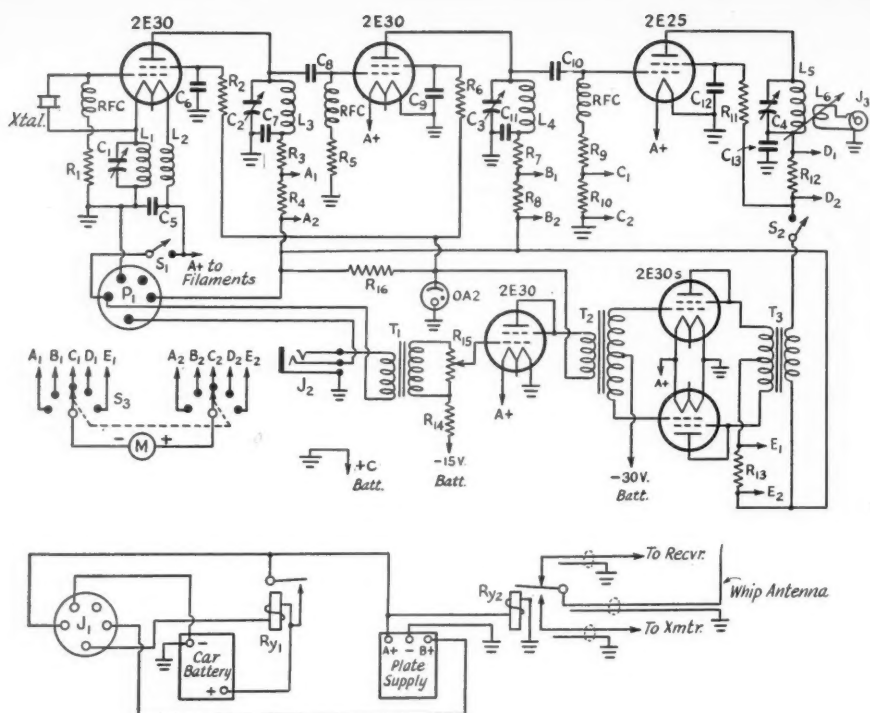 2E30
2E30
2E25
Xtal.
RFC
R1
C1
L1
L2
C5
C6
R2
C2
C7
L3
R3
A1
R4
A2
C8
RFC
R5
A+
C9
R6
C3
C11
L4
R7
B1
R8
B2
C10
RFC
R9
C1
R10
C2
A+
C12
R11
C4
C13
L5
L6
J3
D1
R12
D2
S2
S1
A+ to
Filaments
P1
R16
OA2
2E30
2E30s
A1 B1 C1 D1 E1
A2 B2 C2 D2 E2
S3
- M +
J2
T1
R15
R14
-15V.
Batt.
+C
Batt.
A+
T2
A+
-30V.
Batt.
T3
E1
R13
E2
J1
Car
Battery
-
+
Ry1
A+ - B+
Plate
Supply
Ry2
To Recvr.
To Xmtr.
Whip Antenna